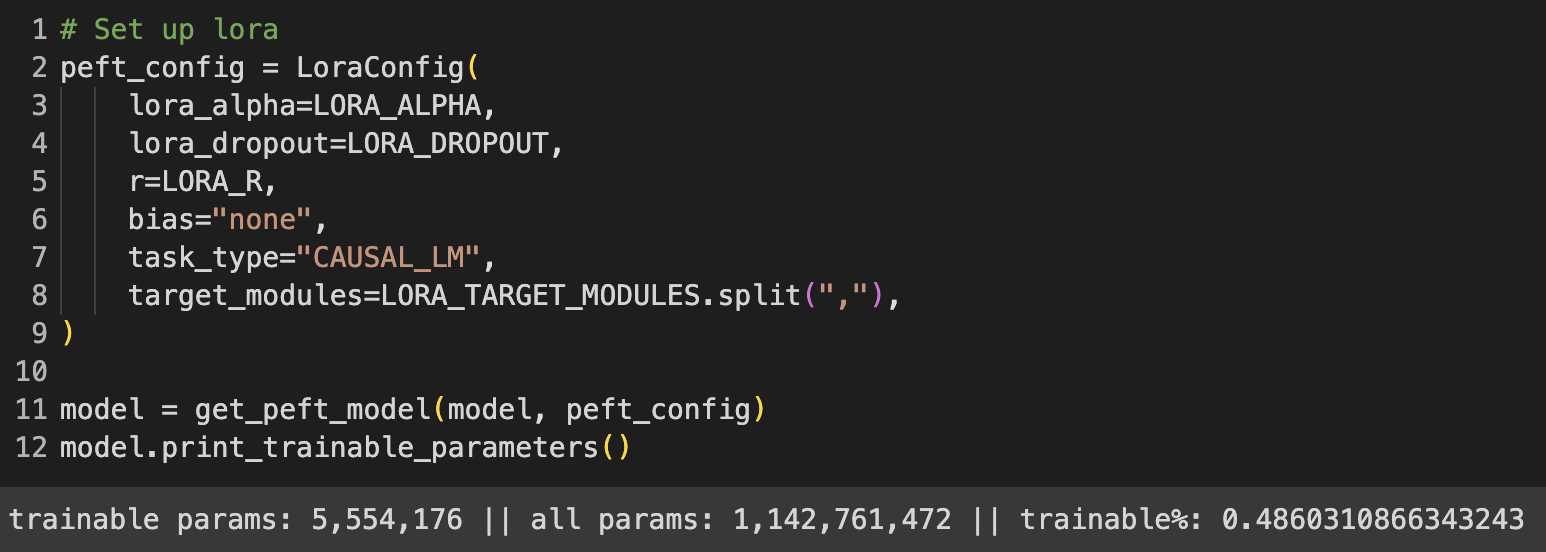 1 # Set up lora
2 peft_config = LoraConfig(
3     lora_alpha=LORA_ALPHA,
4     lora_dropout=LORA_DROPOUT,
5     r=LORA_R,
6     bias="none",
7     task_type="CAUSAL_LM",
8     target_modules=LORA_TARGET_MODULES.split(","),
9 )
10
11 model = get_peft_model(model, peft_config)
12 model.print_trainable_parameters()
trainable params: 5,554,176 || all params: 1,142,761,472 || trainable%: 0.4860310866343243